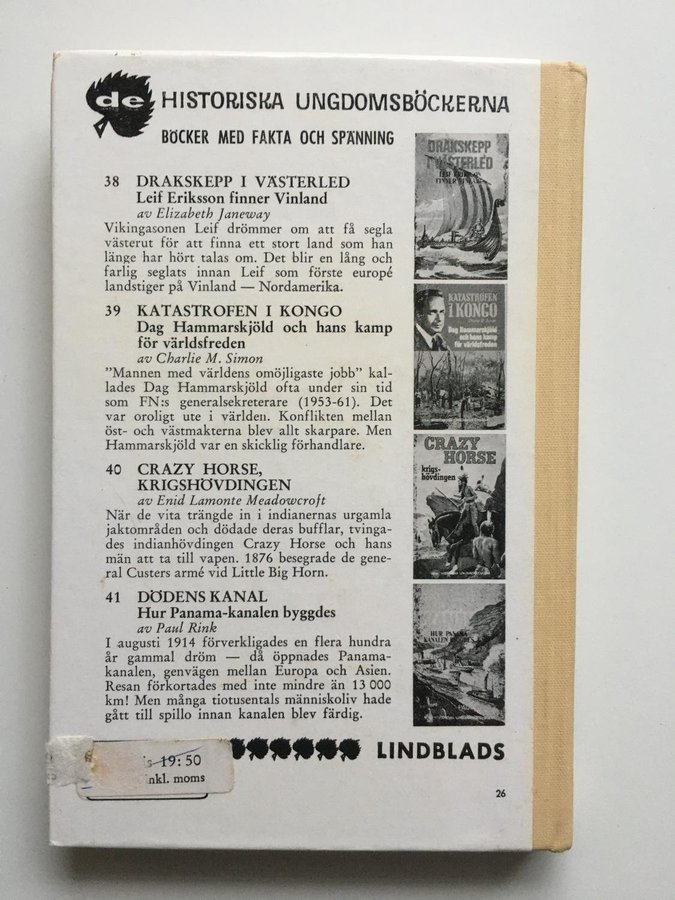 de HISTORISKA UNGDOMSBÖCKERNA
BÖCKER MED FAKTA OCH SPÄNNING
38 DRAKSKEPP I VÄSTERLED
Leif Eriksson finner Vinland
av Elizabeth Janeway
Vikingasonen Leif drömmer om att få segla
västerut för att finna ett stort land som han
länge har hört talas om. Det blir en lång och
farlig seglats innan Leif som förste europé
landstiger på Vinland — Nordamerika.
39 KATASTROFEN I KONGO
Dag Hammarskjöld och hans kamp
för världsfreden
av Charlie M. Simon
"Mannen med världens omöjligaste jobb" kal-
lades Dag Hammarskjöld ofta under sin tid
som FN:s generalsekreterare (1953-61). Det
var oroligt ute i världen. Konflikten mellan
öst- och västmakterna blev allt skarpare. Men
Hammarskjöld var en skicklig förhandlare.
40 CRAZY HORSE,
KRIGSHÖVDINGEN
av Enid Lamonte Meadowcroft
När de vita trängde in i indianernas urgamla
jaktområden och dödade deras bufflar, tvinga-
des indianhövdingen Crazy Horse och hans
män att ta till vapen. 1876 besegrade de gene-
ral Custers armé vid Little Big Horn.
41 DÖDENS KANAL
Hur Panama-kanalen byggdes
av Paul Rink
I augusti 1914 förverkligades en flera hundra
år gammal dröm — då öppnades Panama-
kanalen, genvägen mellan Europa och Asien.
Resan förkortades med inte mindre än 13 000
km! Men många tiotusentals människoliv hade
gått till spillo innan kanalen blev färdig.
DRAKSKEPP
I VÄSTERLED
LEIF ERIKSSON
FINNER VINLAND
KATASTROFEN
i KONGO
Dag Hammarskjöld
och hans kamp för
världsfreden
CRAZY
HORSE
krigs-
hövdingen
HUR PANAMA-
KANALEN BYGGDES
19:50
inkl. moms
LINDBLADS
26